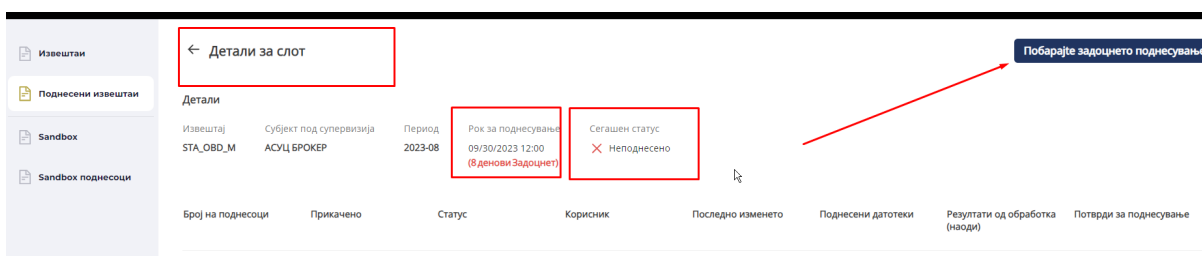 Извештаи
Поднесени извештаи
Sandbox
Sandbox поднесоци
← Детали за слот
Побарајте задоцнето поднесување
Детали
Извештај Субјект под супервизија Период Рок за поднесување Сегашен статус
STA_OBD_M АСУЦ БРОКЕР 2023-08 09/30/2023 12:00 Неподнесено
(8 денови Задоцнет)
Број на поднесоци Прикачено Статус Корисник Последно изменето Поднесени датотеки Резултати од обработка Потврди за поднесување
(наоди)